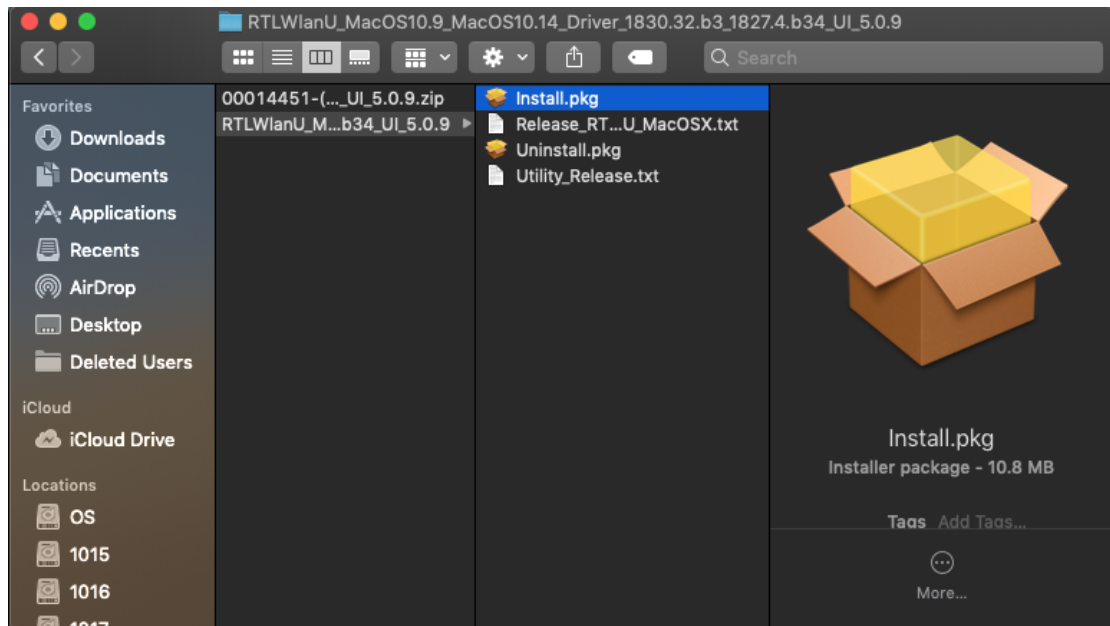 RTLWlanU_MacOS10.9_MacOS10.14_Driver_1830.32.b3_1827.4.b34_UI_5.0.9
Search
Favorites
Downloads
Documents
Applications
Recents
AirDrop
Desktop
Deleted Users
iCloud
iCloud Drive
Locations
OS
1015
1016
1017
00014451-(..._UI_5.0.9.zip
RTLWlanU_M...b34_UI_5.0.9
Install.pkg
Release_RT...U_MacOSX.txt
Uninstall.pkg
Utility_Release.txt
Install.pkg
Installer package - 10.8 MB
Tags Add Tags...
More...